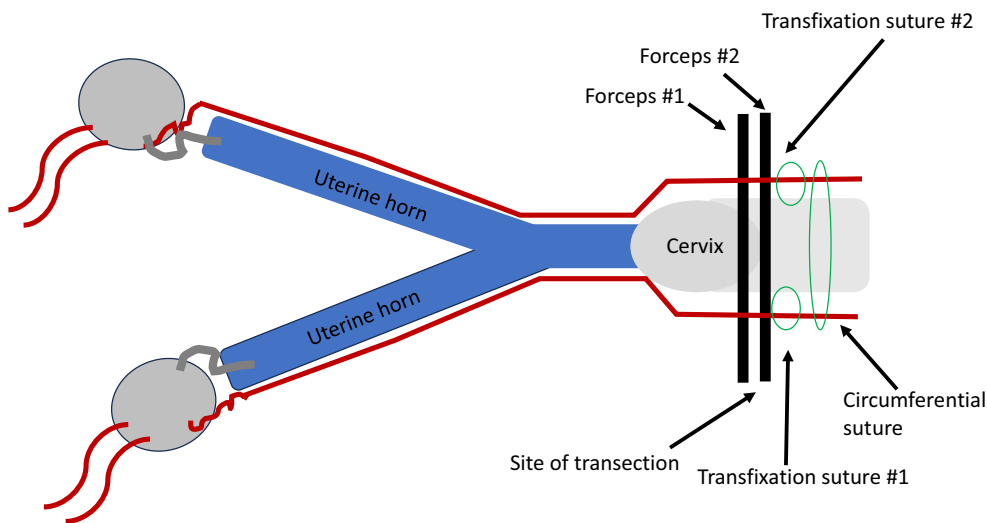 Transfixation suture #2
Forceps #2
Forceps #1
Uterine horn
Cervix
Uterine horn
Circumferential
suture
Site of transection
Transfixation suture #1